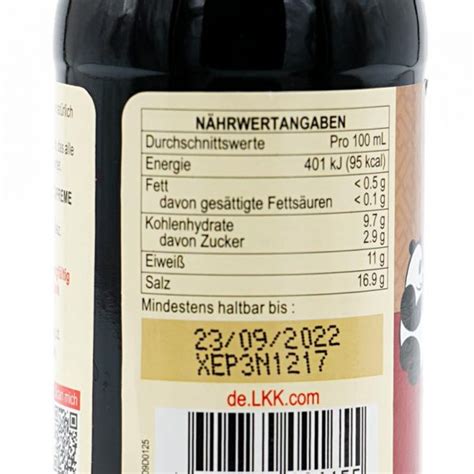 NÄHRWERTANGABEN
Durchschnittswerte Pro 100 mL
Energie 401 kJ (95 kcal)
Fett < 0.5 g
davon gesättigte Fettsäuren < 0.1 g
Kohlenhydrate 9.7 g
davon Zucker 2.9 g
Eiweiß 11 g
Salz 16.9 g
Mindestens haltbar bis :
23/09/2022
XEP3N1217
de.LKK.com